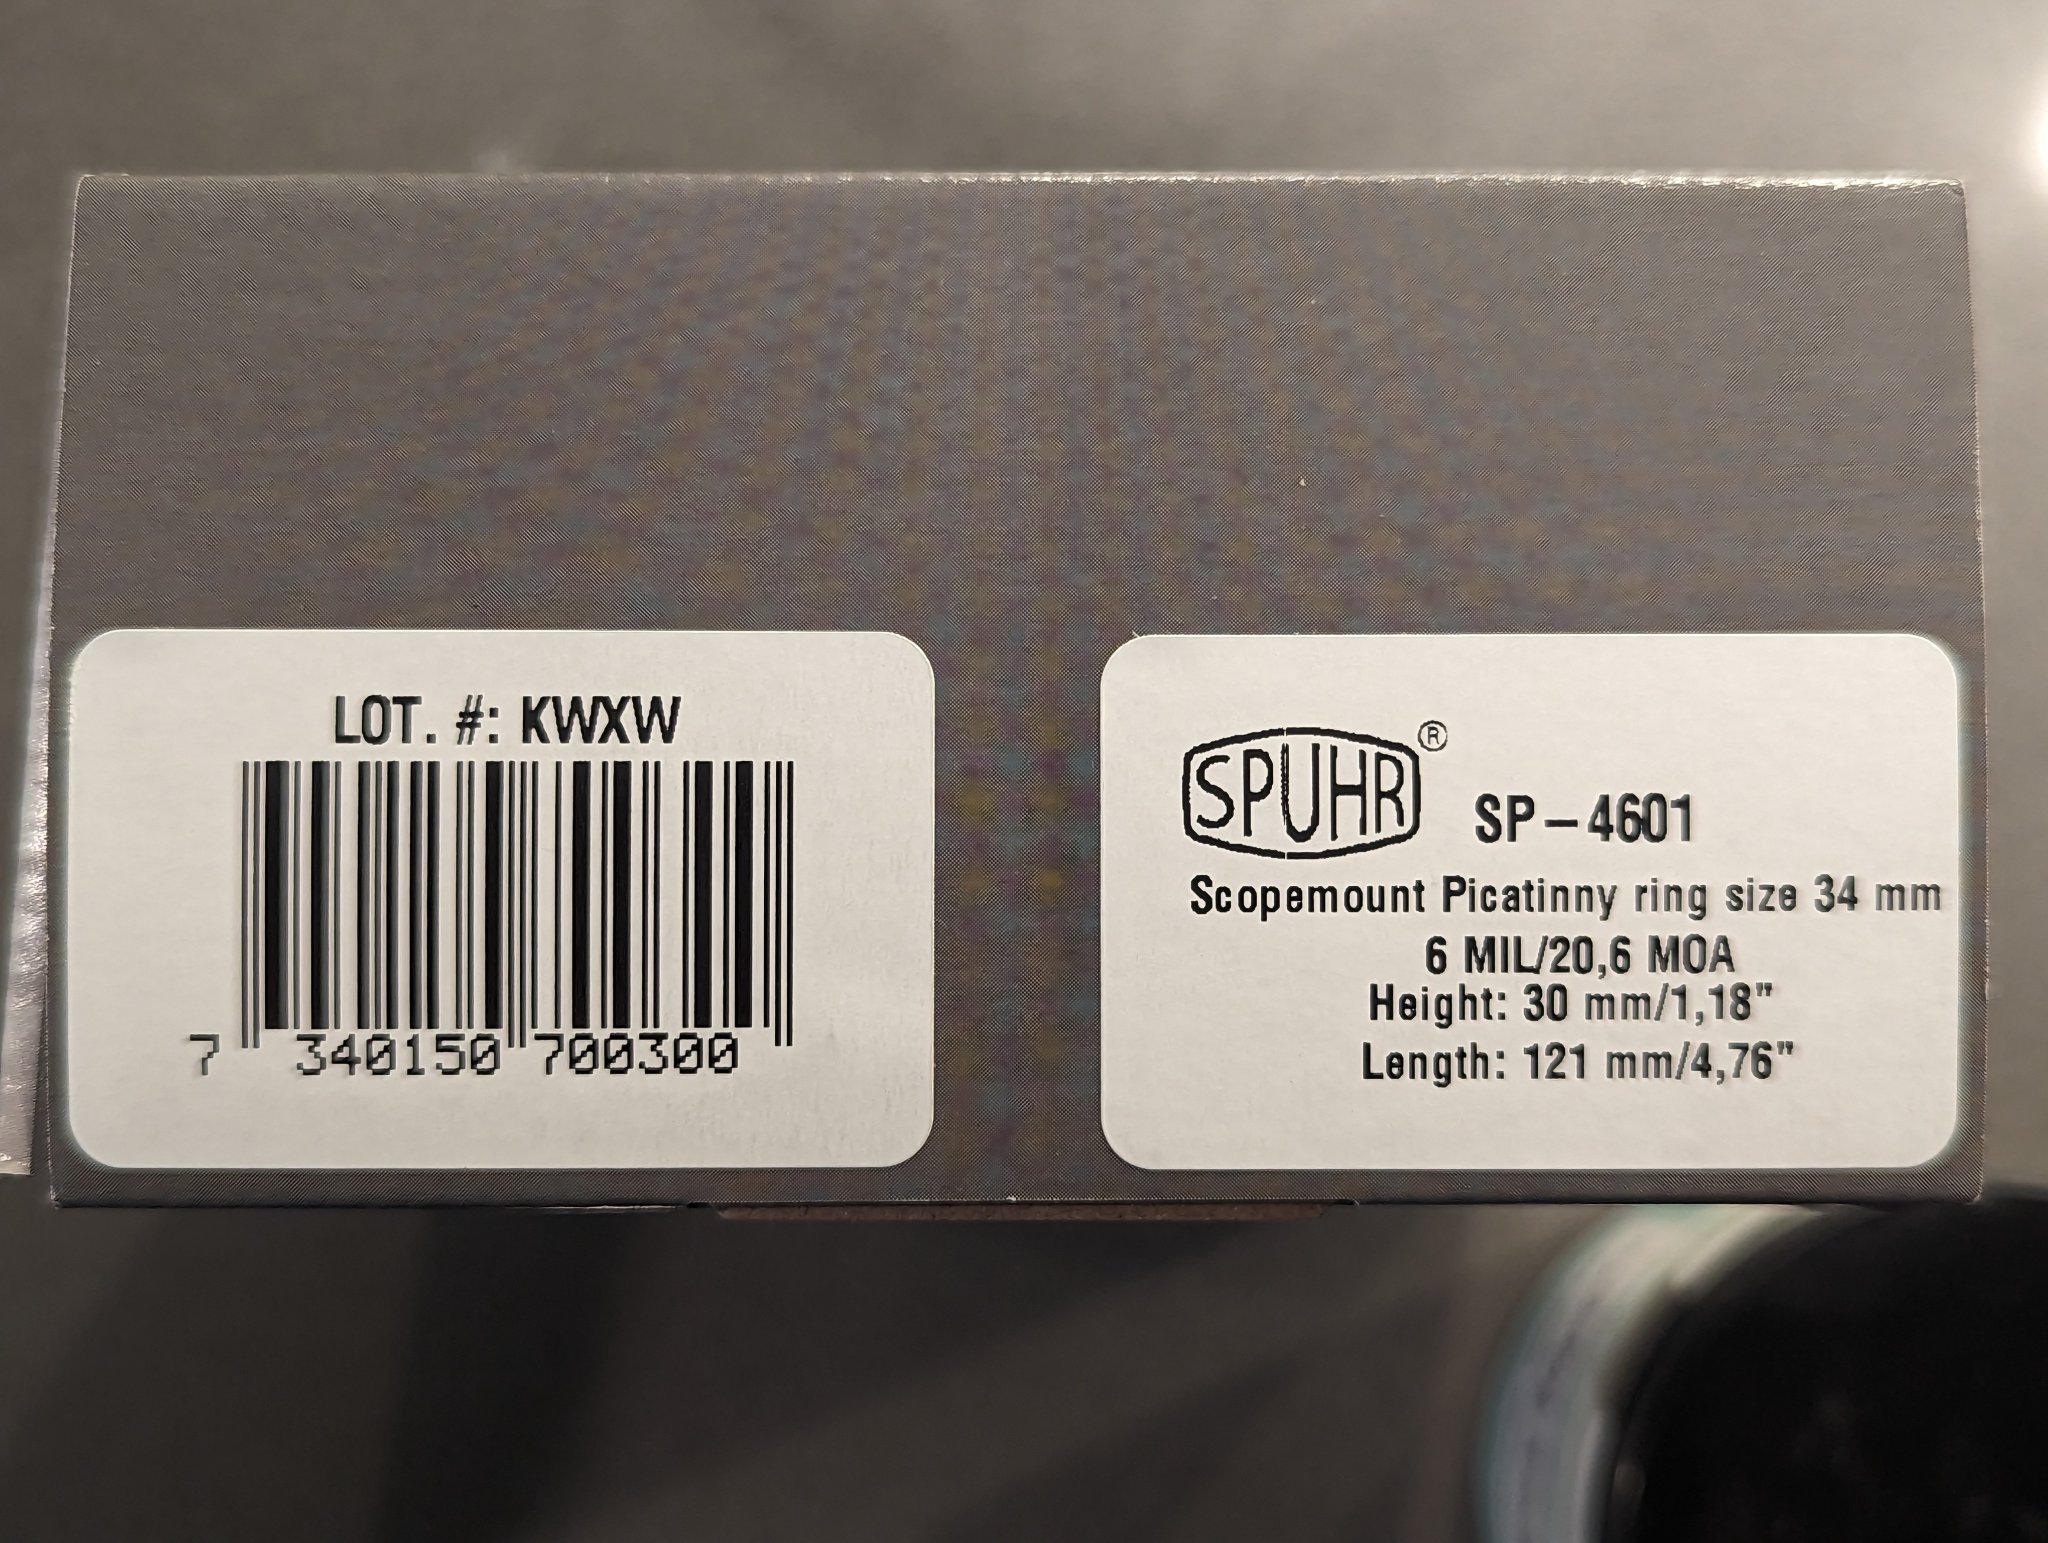 LOT. #: KWXW
7 340150 700300
SPUHR® SP-4601
Scopemount Picatinny ring size 34 mm
6 MIL/20,6 MOA
Height: 30 mm/1,18"
Length: 121 mm/4,76"